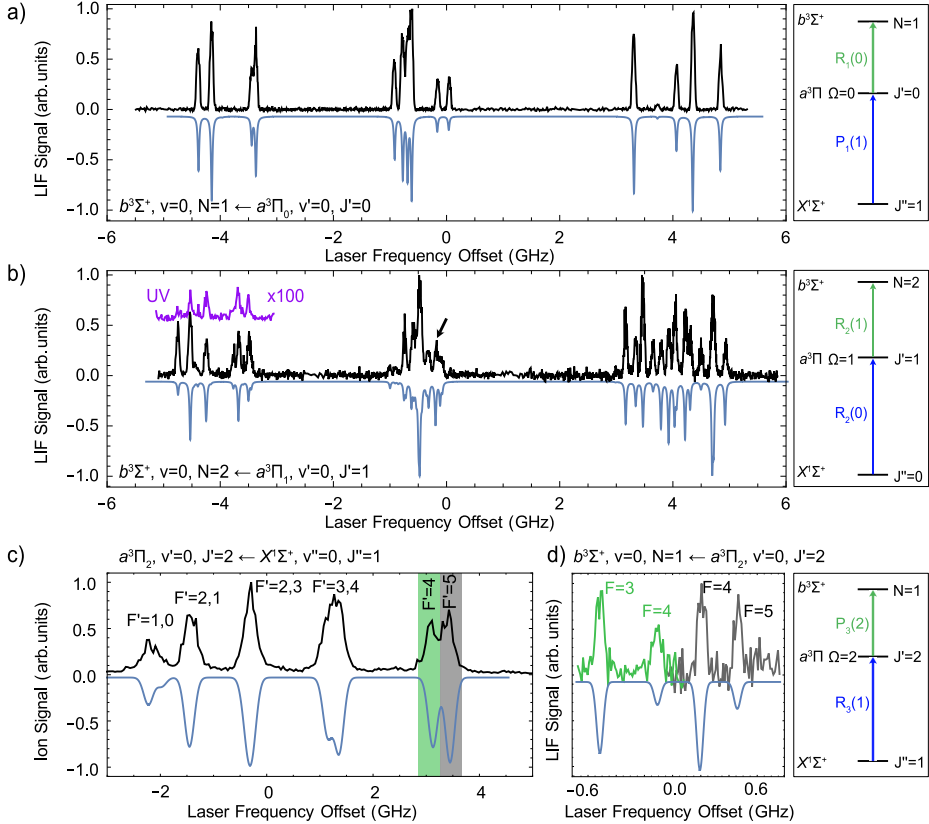 a)
LIF Signal (arb.units)
1.0
0.5
0.0
−0.5
−1.0
b³Σ⁺, v=0, N=1 ← a³Π₀, v'=0, J'=0
−6 −4 −2 0 2 4 6
Laser Frequency Offset (GHz)
b³Σ⁺ N=1
R₁(0)
a³Π Ω=0 J'=0
P₁(1)
X¹Σ⁺ J''=1
b)
LIF Signal (arb.units)
1.0
0.5
0.0
−0.5
−1.0
UV x100
b³Σ⁺, v=0, N=2 ← a³Π₁, v'=0, J'=1
−6 −4 −2 0 2 4 6
Laser Frequency Offset (GHz)
b³Σ⁺ N=2
R₂(1)
a³Π Ω=1 J'=1
R₂(0)
X¹Σ⁺ J''=0
c)
a³Π₂, v'=0, J'=2 ← X¹Σ⁺, v''=0, J''=1
Ion Signal (arb. units)
1.0
0.5
0.0
−0.5
−1.0
F'=1,0
F'=2,1
F'=2,3
F'=3,4
F'=4
F'=5
−2 0 2 4
Laser Frequency Offset (GHz)
d)
b³Σ⁺, v=0, N=1 ← a³Π₂, v'=0, J'=2
LIF Signal (arb. units)
F=3
F=4
F=4
F=5
−0.6 0.0 0.6
Laser Frequency Offset (GHz)
b³Σ⁺ N=1
P₃(2)
a³Π Ω=2 J'=2
R₃(1)
X¹Σ⁺ J''=1